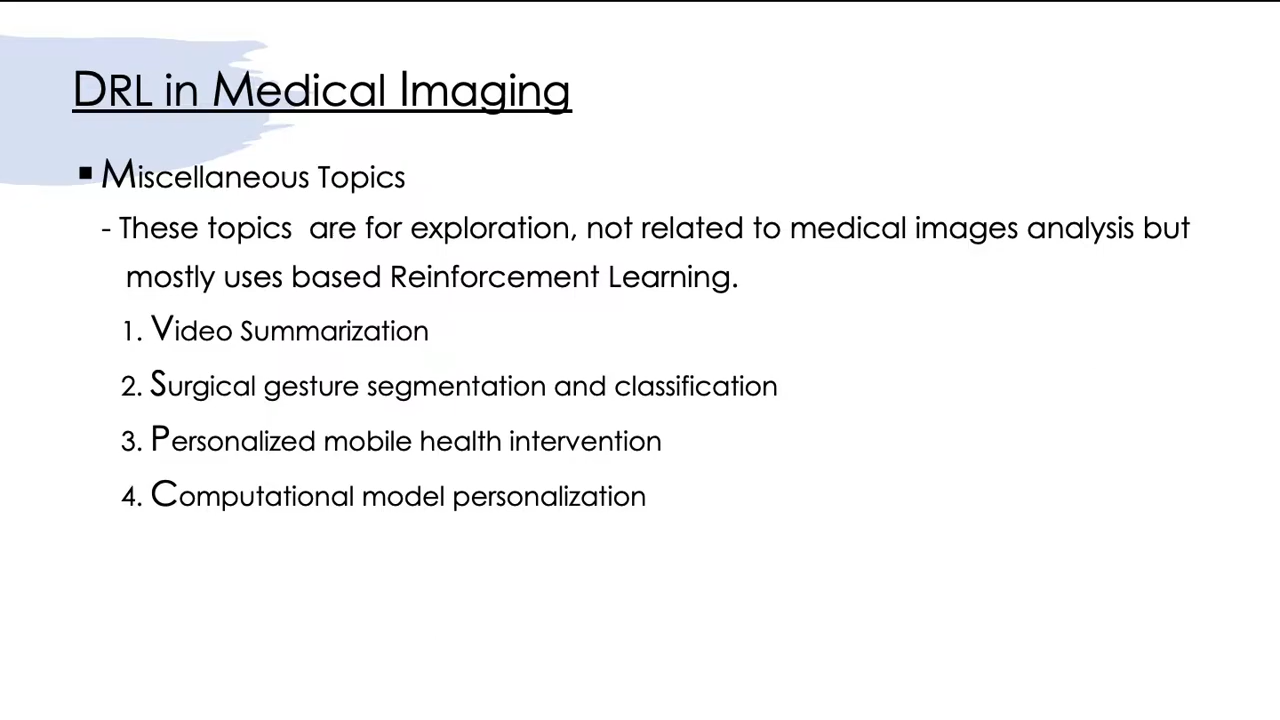 DRL in Medical Imaging
▪ Miscellaneous Topics
- These topics are for exploration, not related to medical images analysis but
mostly uses based Reinforcement Learning.
1. Video Summarization
2. Surgical gesture segmentation and classification
3. Personalized mobile health intervention
4. Computational model personalization